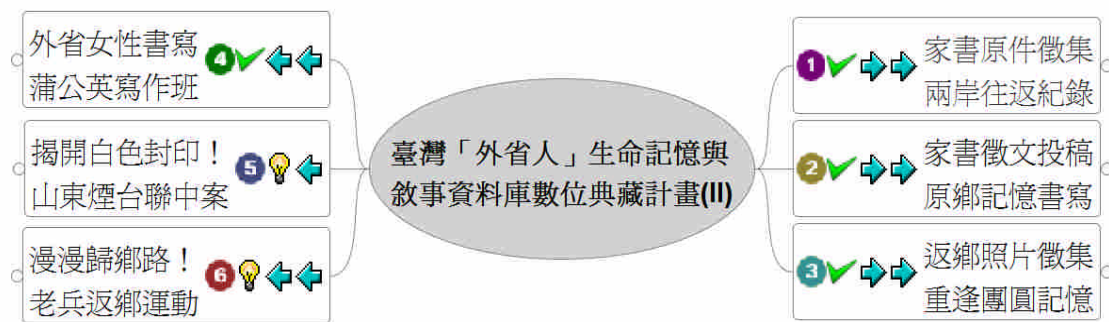 外省女性書寫
蒲公英寫作班
4
揭開白色封印！
山東煙台聯中案
5
漫漫歸鄉路！
老兵返鄉運動
6
臺灣「外省人」生命記憶與
敘事資料庫數位典藏計畫(II)
1
家書原件徵集
兩岸往返紀錄
2
家書徵文投稿
原鄉記憶書寫
3
返鄉照片徵集
重逢團圓記憶